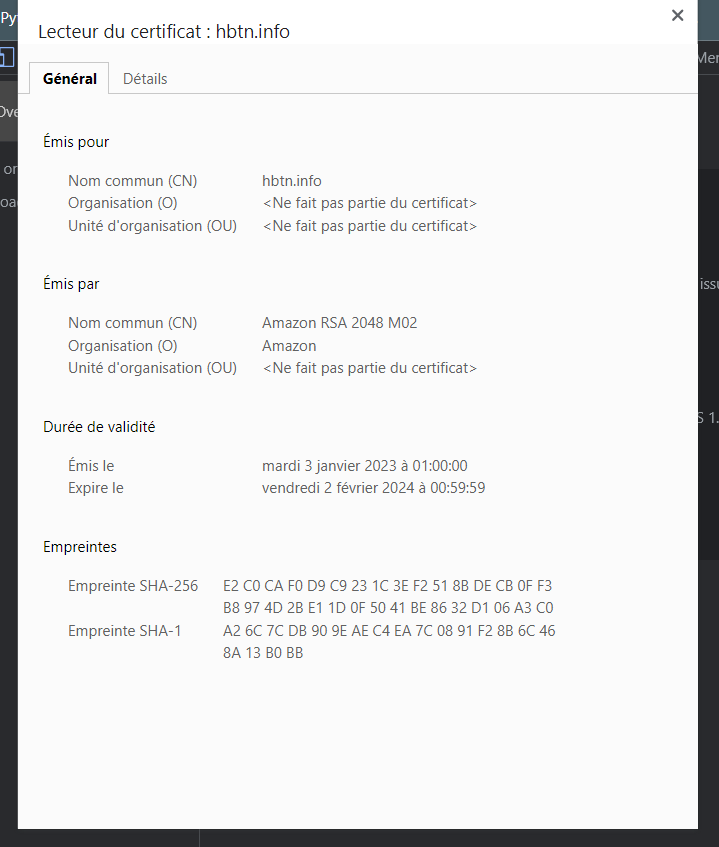 Py
Lecteur du certificat : hbtn.info
Général Détails
Émis pour
Nom commun (CN) hbtn.info
Organisation (O) <Ne fait pas partie du certificat>
Unité d'organisation (OU) <Ne fait pas partie du certificat>
Émis par
Nom commun (CN) Amazon RSA 2048 M02
Organisation (O) Amazon
Unité d'organisation (OU) <Ne fait pas partie du certificat>
Durée de validité
Émis le mardi 3 janvier 2023 à 01:00:00
Expire le vendredi 2 février 2024 à 00:59:59
Empreintes
Empreinte SHA-256 E2 C0 CA F0 D9 C9 23 1C 3E F2 51 8B DE CB 0F F3
B8 97 4D 2B E1 1D 0F 50 41 BE 86 32 D1 06 A3 C0
Empreinte SHA-1 A2 6C 7C DB 90 9E AE C4 EA 7C 08 91 F2 8B 6C 46
8A 13 B0 BB